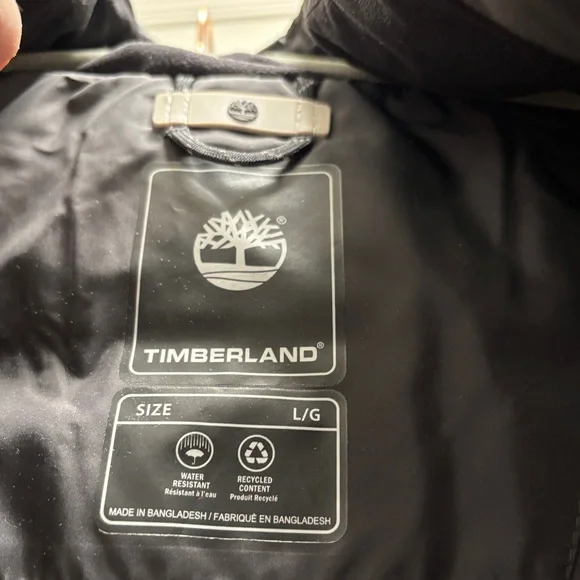 ®
TIMBERLAND®
SIZE L/G
WATER RESISTANT
Résistant à l'eau
RECYCLED CONTENT
Produit Recyclé
MADE IN BANGLADESH / FABRIQUÉ EN BANGLADESH